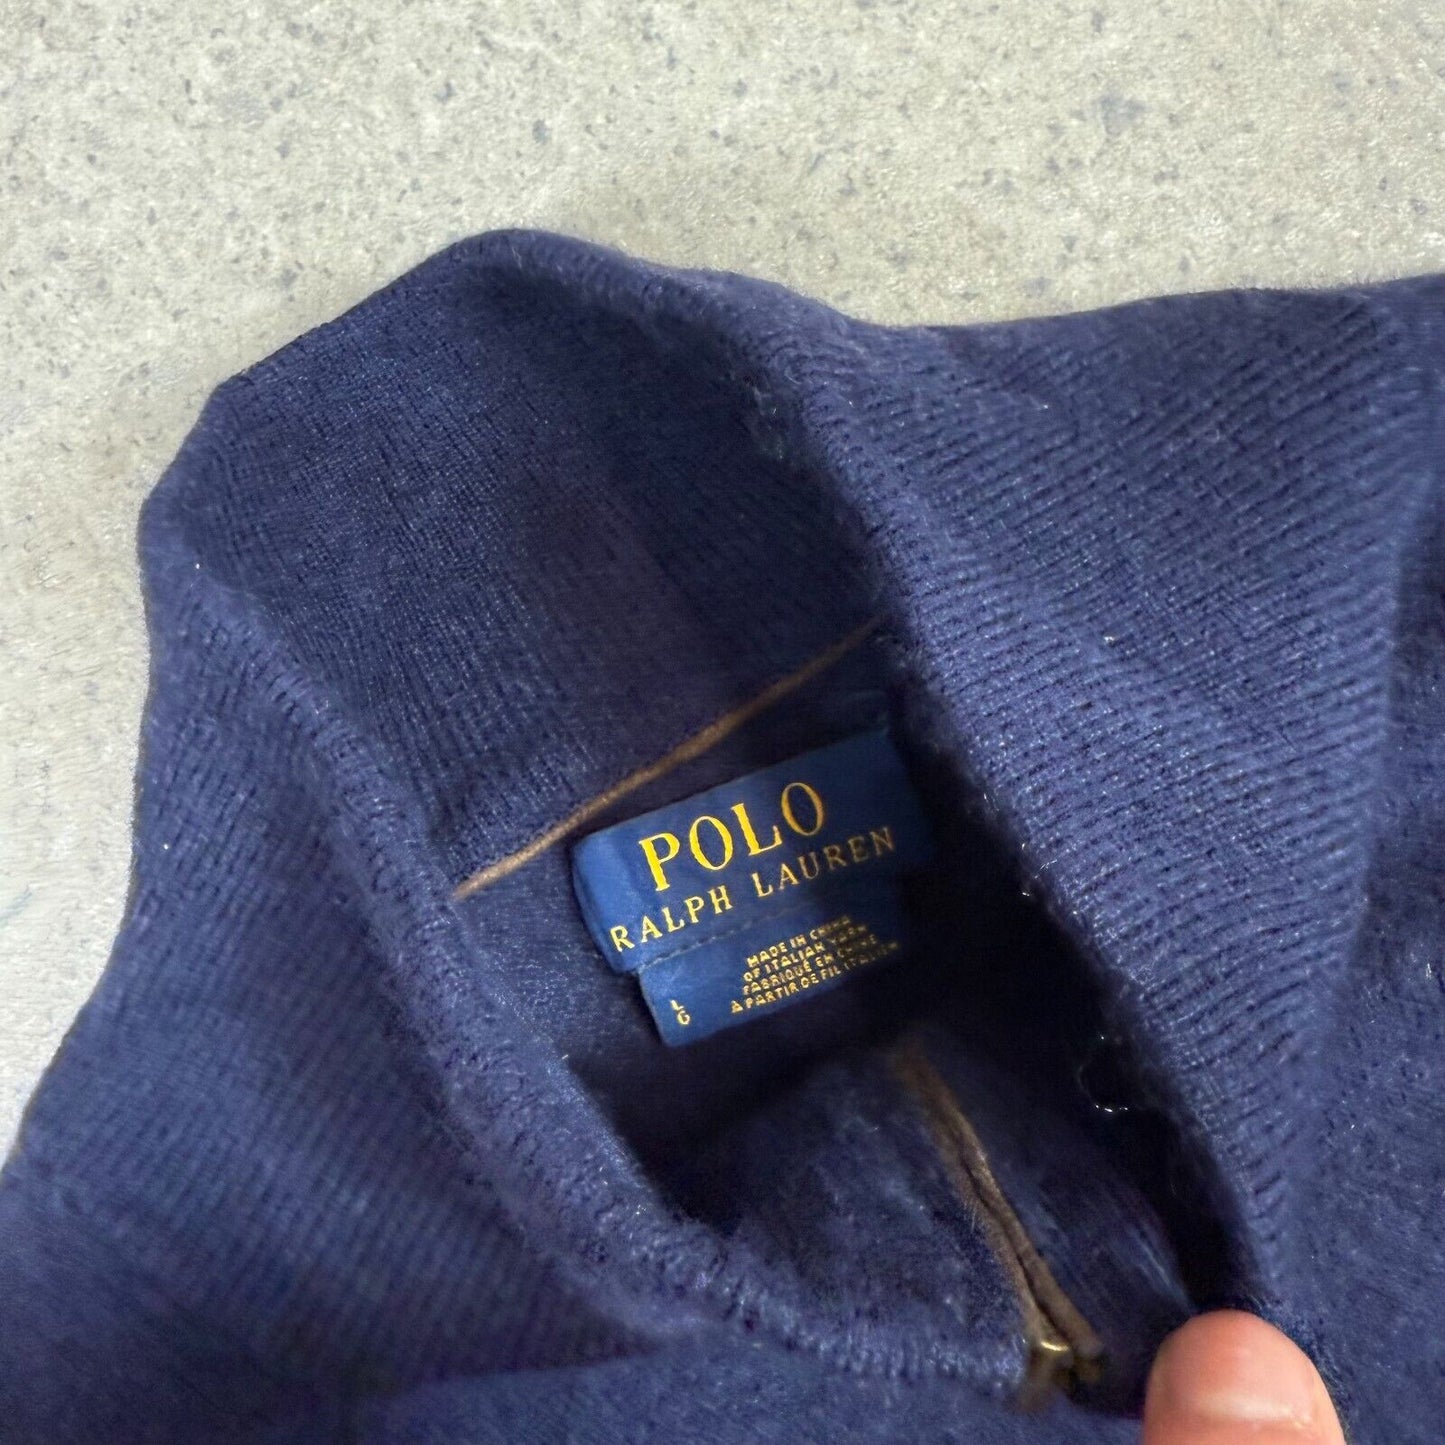 POLO
RALPH LAUREN
L
G
MADE IN CHINA
OF ITALIAN YARN
FABRIQUÉ EN CHINE
À PARTIR DE FIL ITALIEN